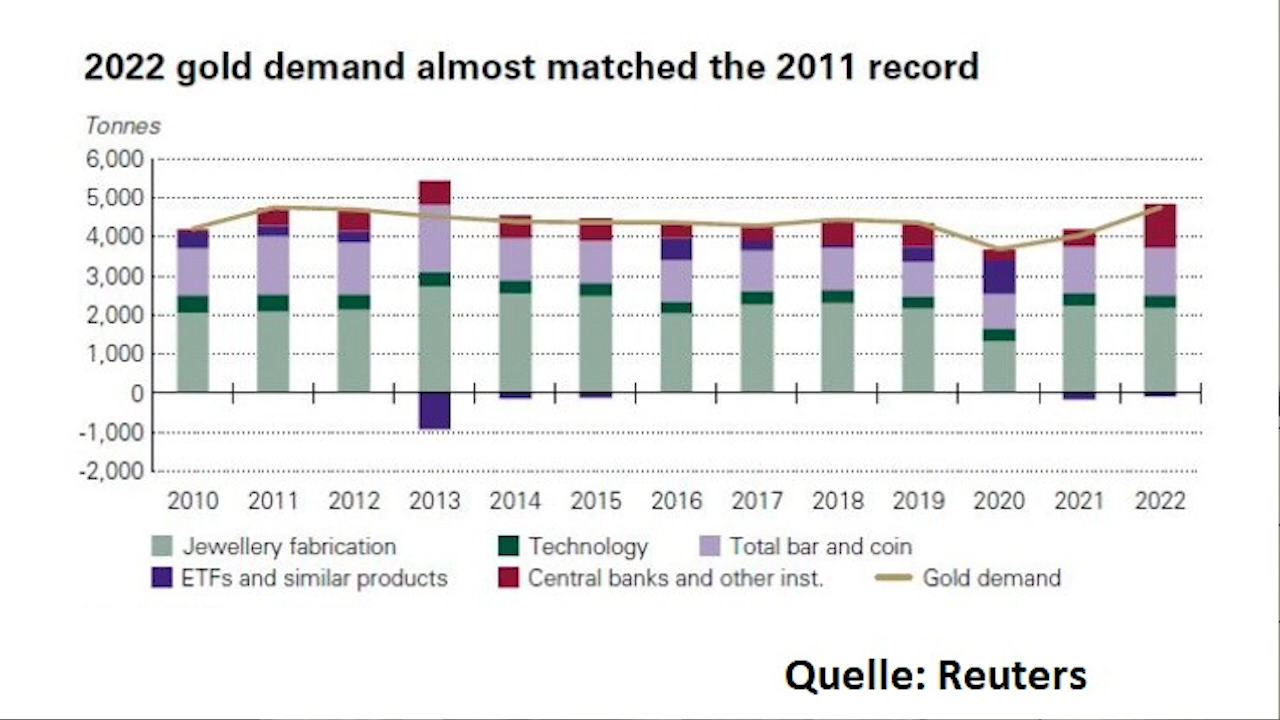 2022 gold demand almost matched the 2011 record
Tonnes
6,000
5,000
4,000
3,000
2,000
1,000
0
-1,000
-2,000
2010 2011 2012 2013 2014 2015 2016 2017 2018 2019 2020 2021 2022
Jewellery fabrication Technology Total bar and coin
ETFs and similar products Central banks and other inst. Gold demand
Quelle: Reuters